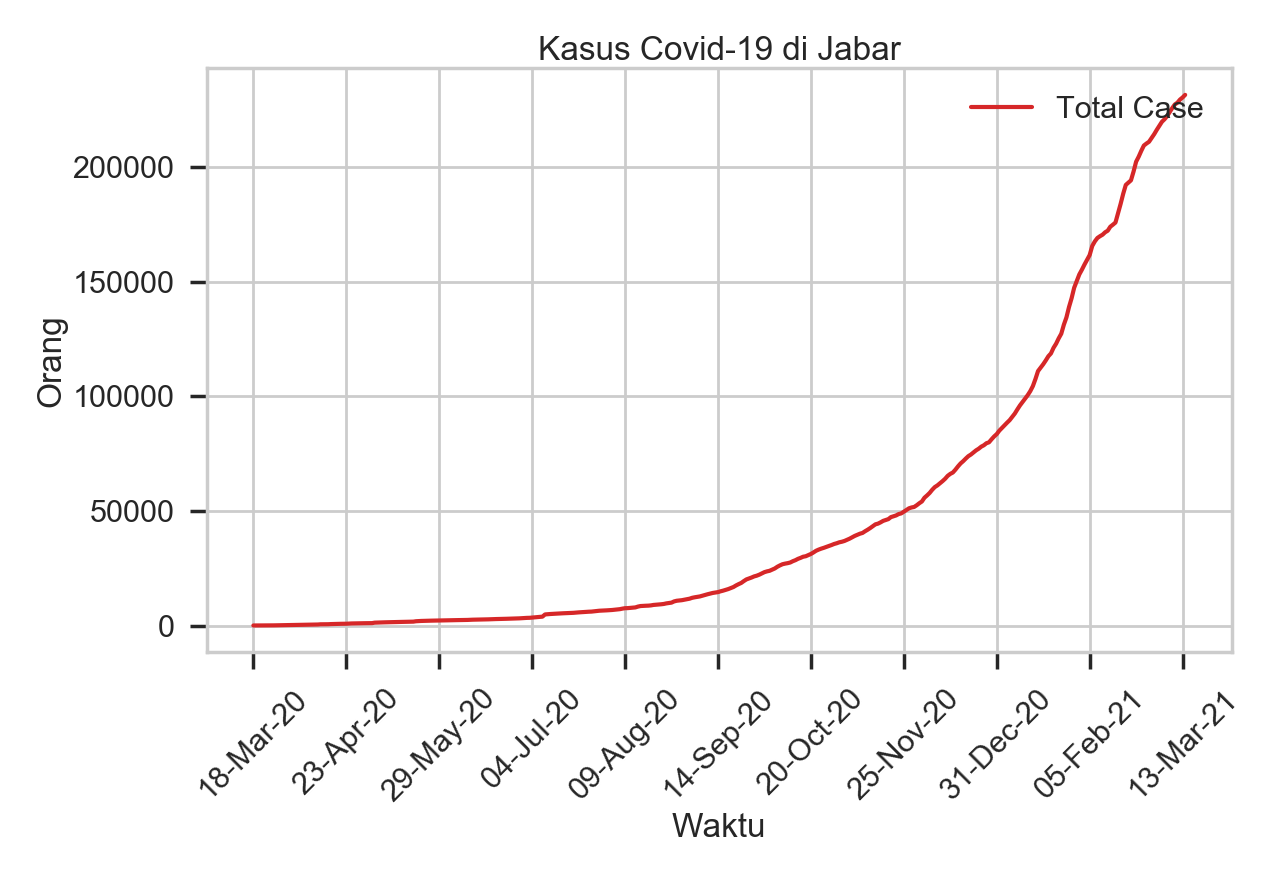 Kasus Covid-19 di Jabar
Total Case
Orang
200000
150000
100000
50000
0
18-Mar-20
23-Apr-20
29-May-20
04-Jul-20
09-Aug-20
14-Sep-20
20-Oct-20
25-Nov-20
31-Dec-20
05-Feb-21
13-Mar-21
Waktu